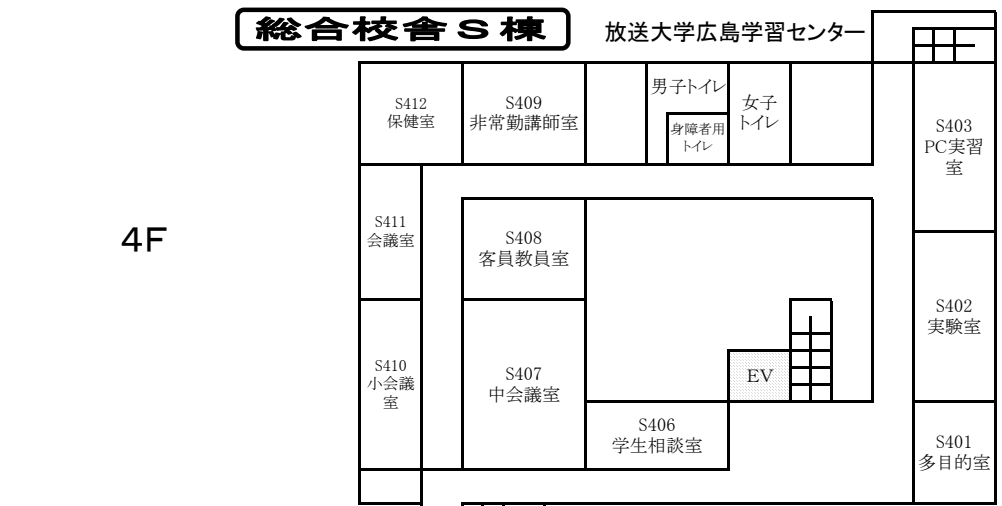 総合校舎S棟
放送大学広島学習センター
4F
S412
保健室
S409
非常勤講師室
男子トイレ
身障者用
トイレ
女子
トイレ
S403
PC実習
室
S411
会議室
S408
客員教員室
S402
実験室
S410
小会議
室
S407
中会議室
EV
S406
学生相談室
S401
多目的室